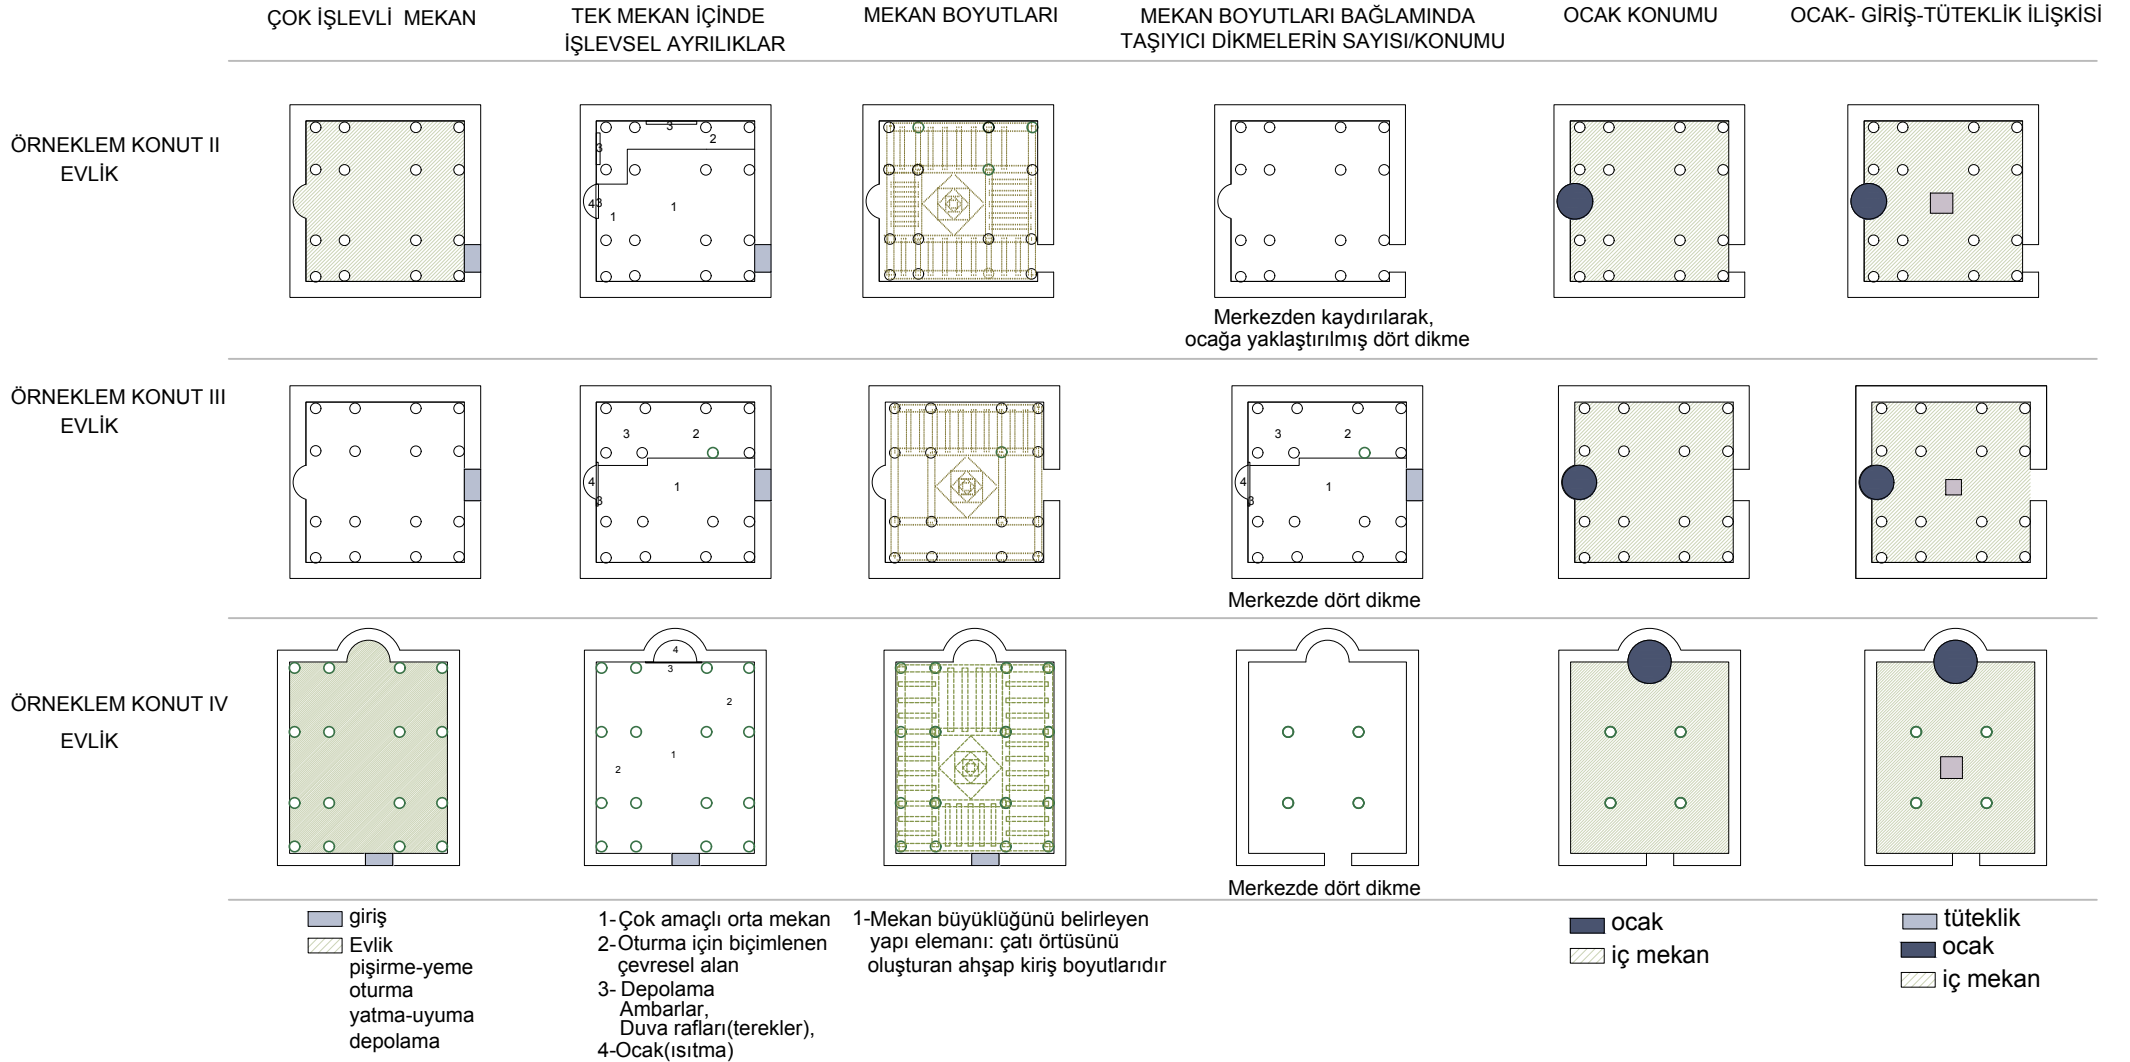 ÇOK İŞLEVLİ MEKAN
TEK MEKAN İÇİNDE
İŞLEVSEL AYRILIKLAR
MEKAN BOYUTLARI
MEKAN BOYUTLARI BAĞLAMINDA
TAŞIYICI DİKMELERİN SAYISI/KONUMU
OCAK KONUMU
OCAK- GİRİŞ-TÜTEKLİK İLİŞKİSİ
ÖRNEKLEM KONUT II
EVLİK
3
2
3
4
3
1
1
Merkezden kaydırılarak,
ocağa yaklaştırılmış dört dikme
ÖRNEKLEM KONUT III
EVLİK
3
2
4
1
3
3
2
4
1
3
Merkezde dört dikme
ÖRNEKLEM KONUT IV
EVLİK
4
3
2
1
2
Merkezde dört dikme
giriş
Evlik
pişirme-yeme
oturma
yatma-uyuma
depolama
1-Çok amaçlı orta mekan
2-Oturma için biçimlenen
çevresel alan
3- Depolama
Ambarlar,
Duva rafları(terekler),
4-Ocak(ısıtma)
1-Mekan büyüklüğünü belirleyen
yapı elemanı: çatı örtüsünü
oluşturan ahşap kiriş boyutlarıdır
ocak
iç mekan
tüteklik
ocak
iç mekan